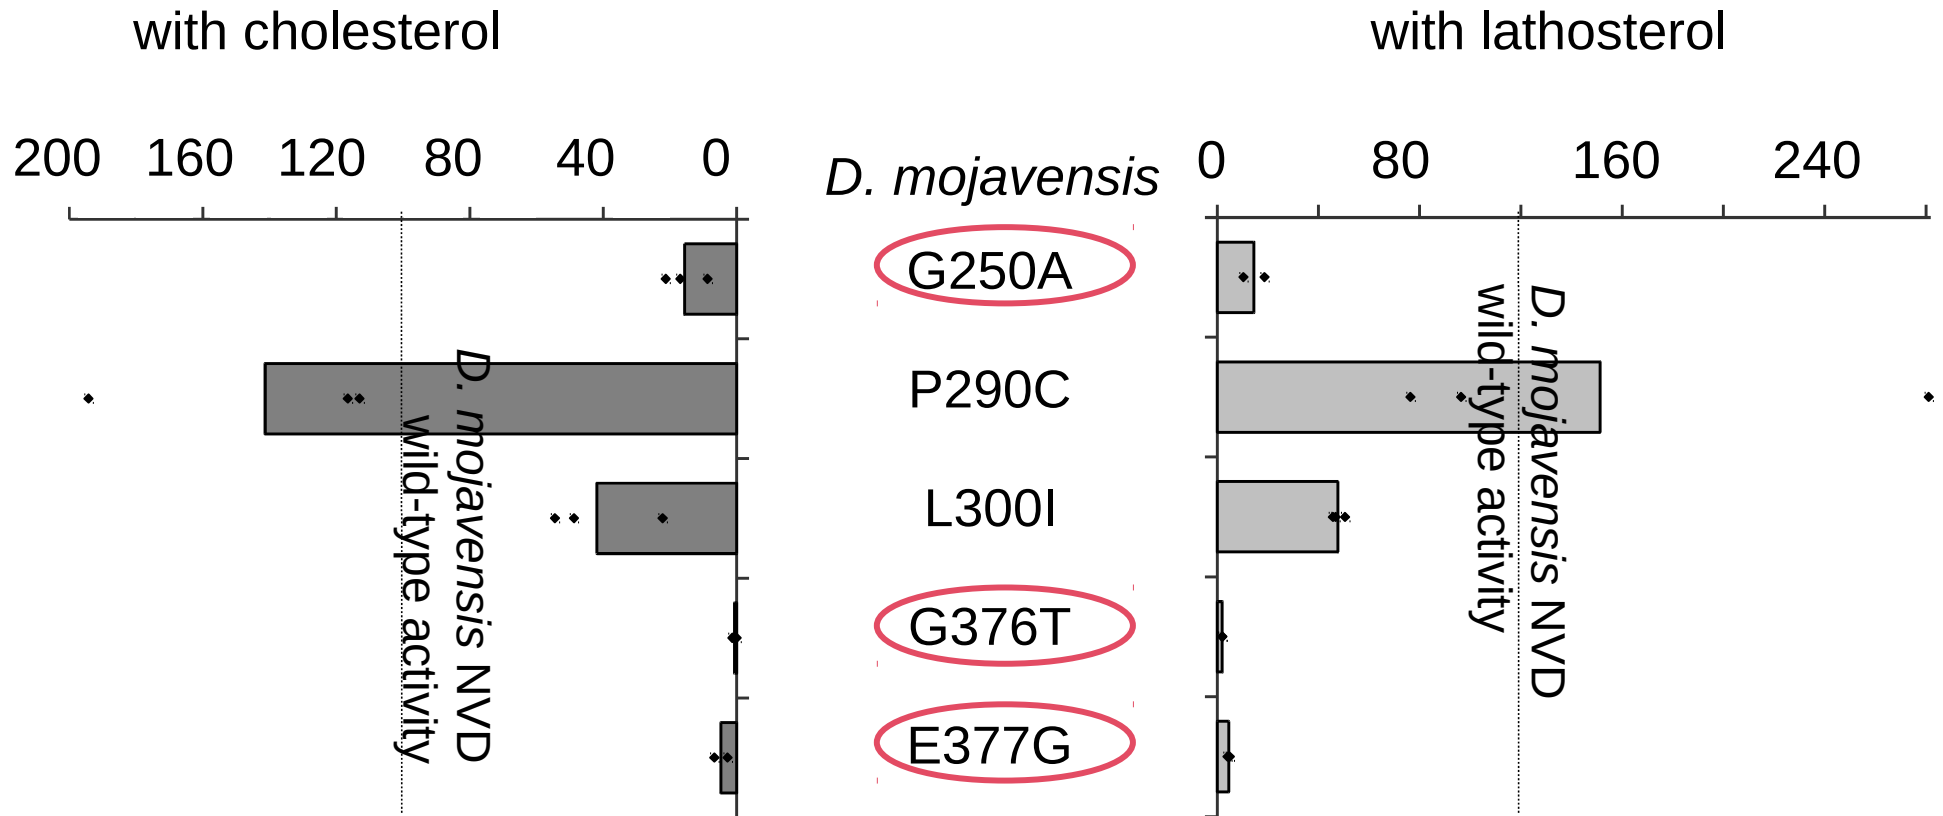 with cholesterol
with lathosterol
200 160 120 80 40 0
D. mojavensis
0 80 160 240
G250A
P290C
L300I
G376T
E377G
D. mojavensis NVD
wild-type activity
D. mojavensis NVD
wild-type activity